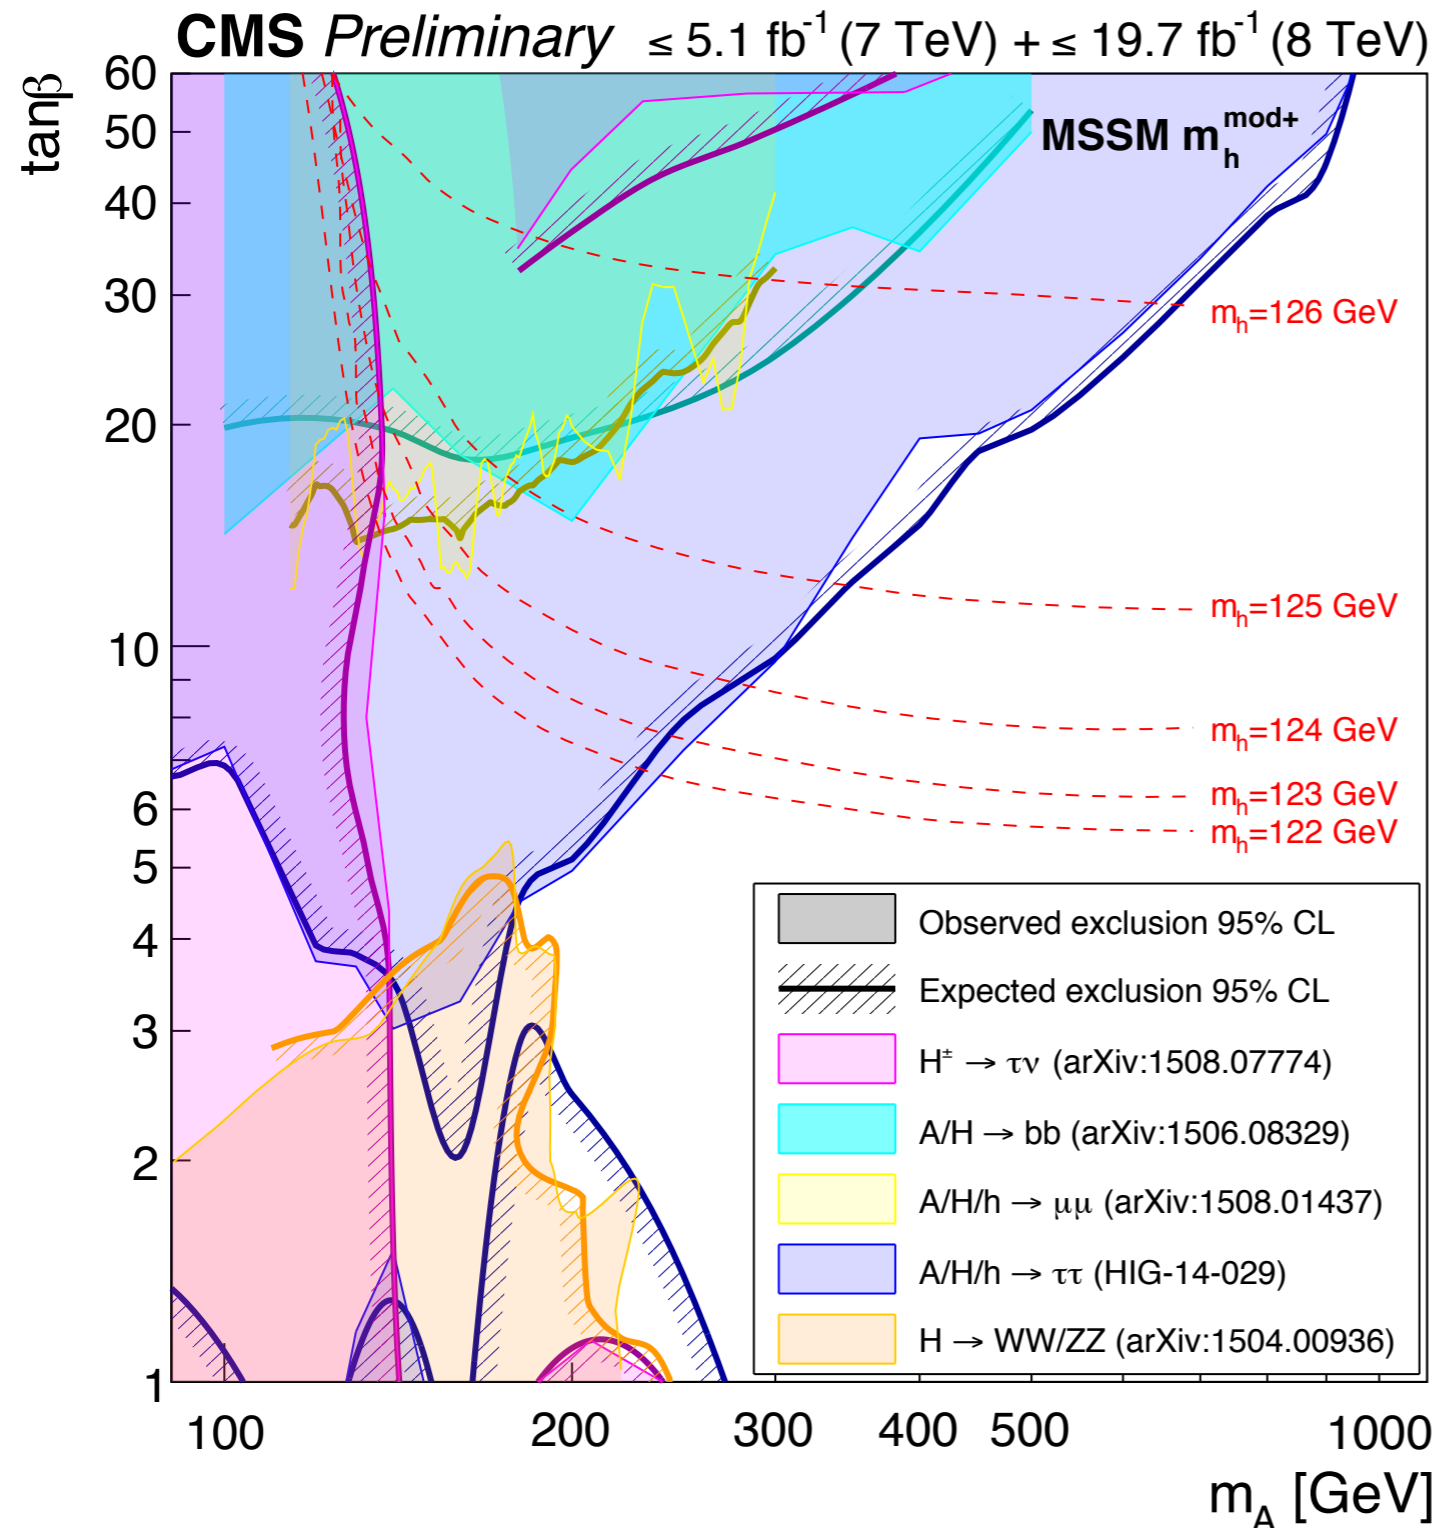 CMS Preliminary ≤ 5.1 fb⁻¹ (7 TeV) + ≤ 19.7 fb⁻¹ (8 TeV)
tanβ
60
50
40
30
20
10
6
5
4
3
2
1
MSSM m_h^mod+
m_h=126 GeV
m_h=125 GeV
m_h=124 GeV
m_h=123 GeV
m_h=122 GeV
Observed exclusion 95% CL
Expected exclusion 95% CL
H± → τν (arXiv:1508.07774)
A/H → bb (arXiv:1506.08329)
A/H/h → μμ (arXiv:1508.01437)
A/H/h → ττ (HIG-14-029)
H → WW/ZZ (arXiv:1504.00936)
100 200 300 400 500 1000
m_A [GeV]